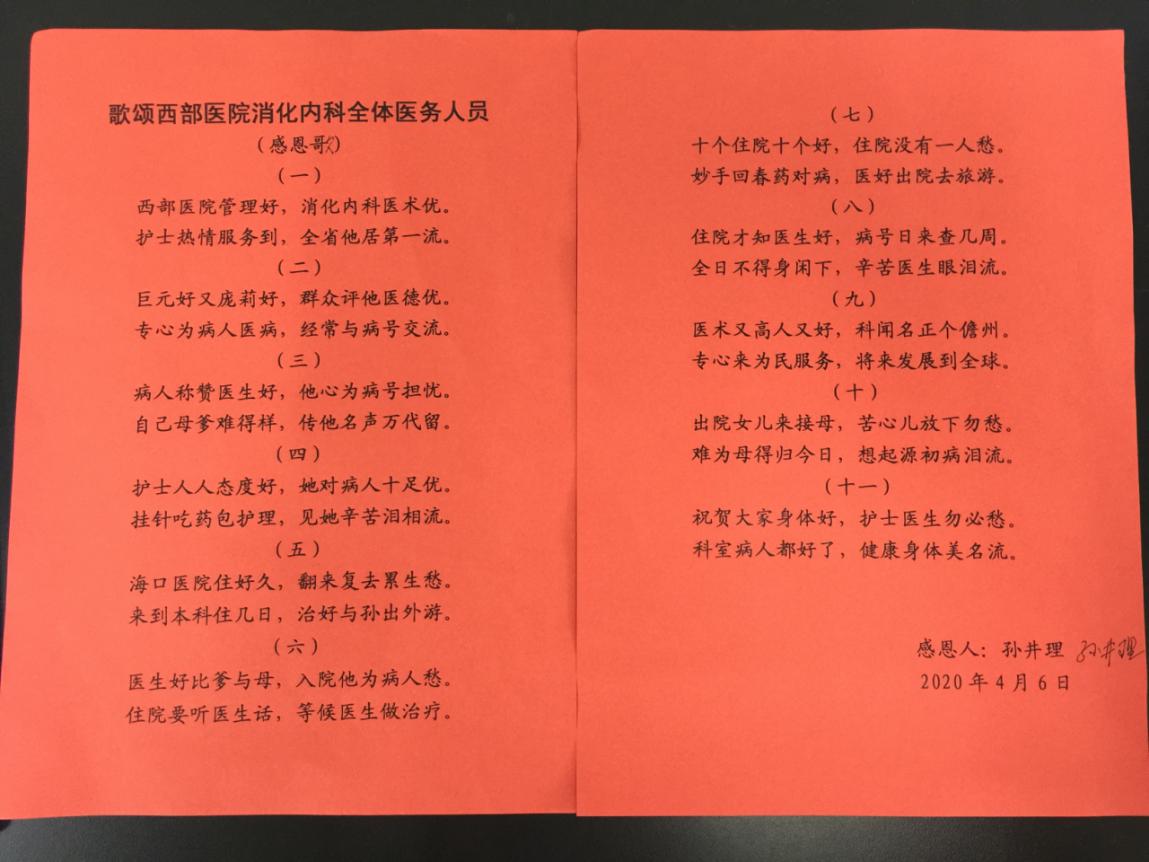 歌颂西部医院消化内科全体医务人员
（感恩歌）
（一）
西部医院管理好，消化内科医术优。
护士热情服务到，全省他居第一流。
（二）
巨元好又庞莉好，群众评他医德优。
专心为病人医病，经常与病号交流。
（三）
病人称赞医生好，他心为病号担忧。
自己母爹难得样，传他名声万代留。
（四）
护士人人态度好，她对病人十足优。
挂针吃药包护理，见她辛苦泪相流。
（五）
海口医院住好久，翻来复去累生愁。
来到本科住几日，治好与孙出外游。
（六）
医生好比爹与母，入院他为病人愁。
住院要听医生话，等候医生做治疗。
（七）
十个住院十个好，住院没有一人愁。
妙手回春药对病，医好出院去旅游。
（八）
住院才知医生好，病号日来查几周。
全日不得身闲下，辛苦医生眼泪流。
（九）
医术又高人又好，科闻名正个儋州。
专心来为民服务，将来发展到全球。
（十）
出院女儿来接母，苦心儿放下勿愁。
难为母得归今日，想起源初病泪流。
（十一）
祝贺大家身体好，护士医生勿必愁。
科室病人都好了，健康身体美名流。
感恩人：孙井理 孙井理
2020年4月6日